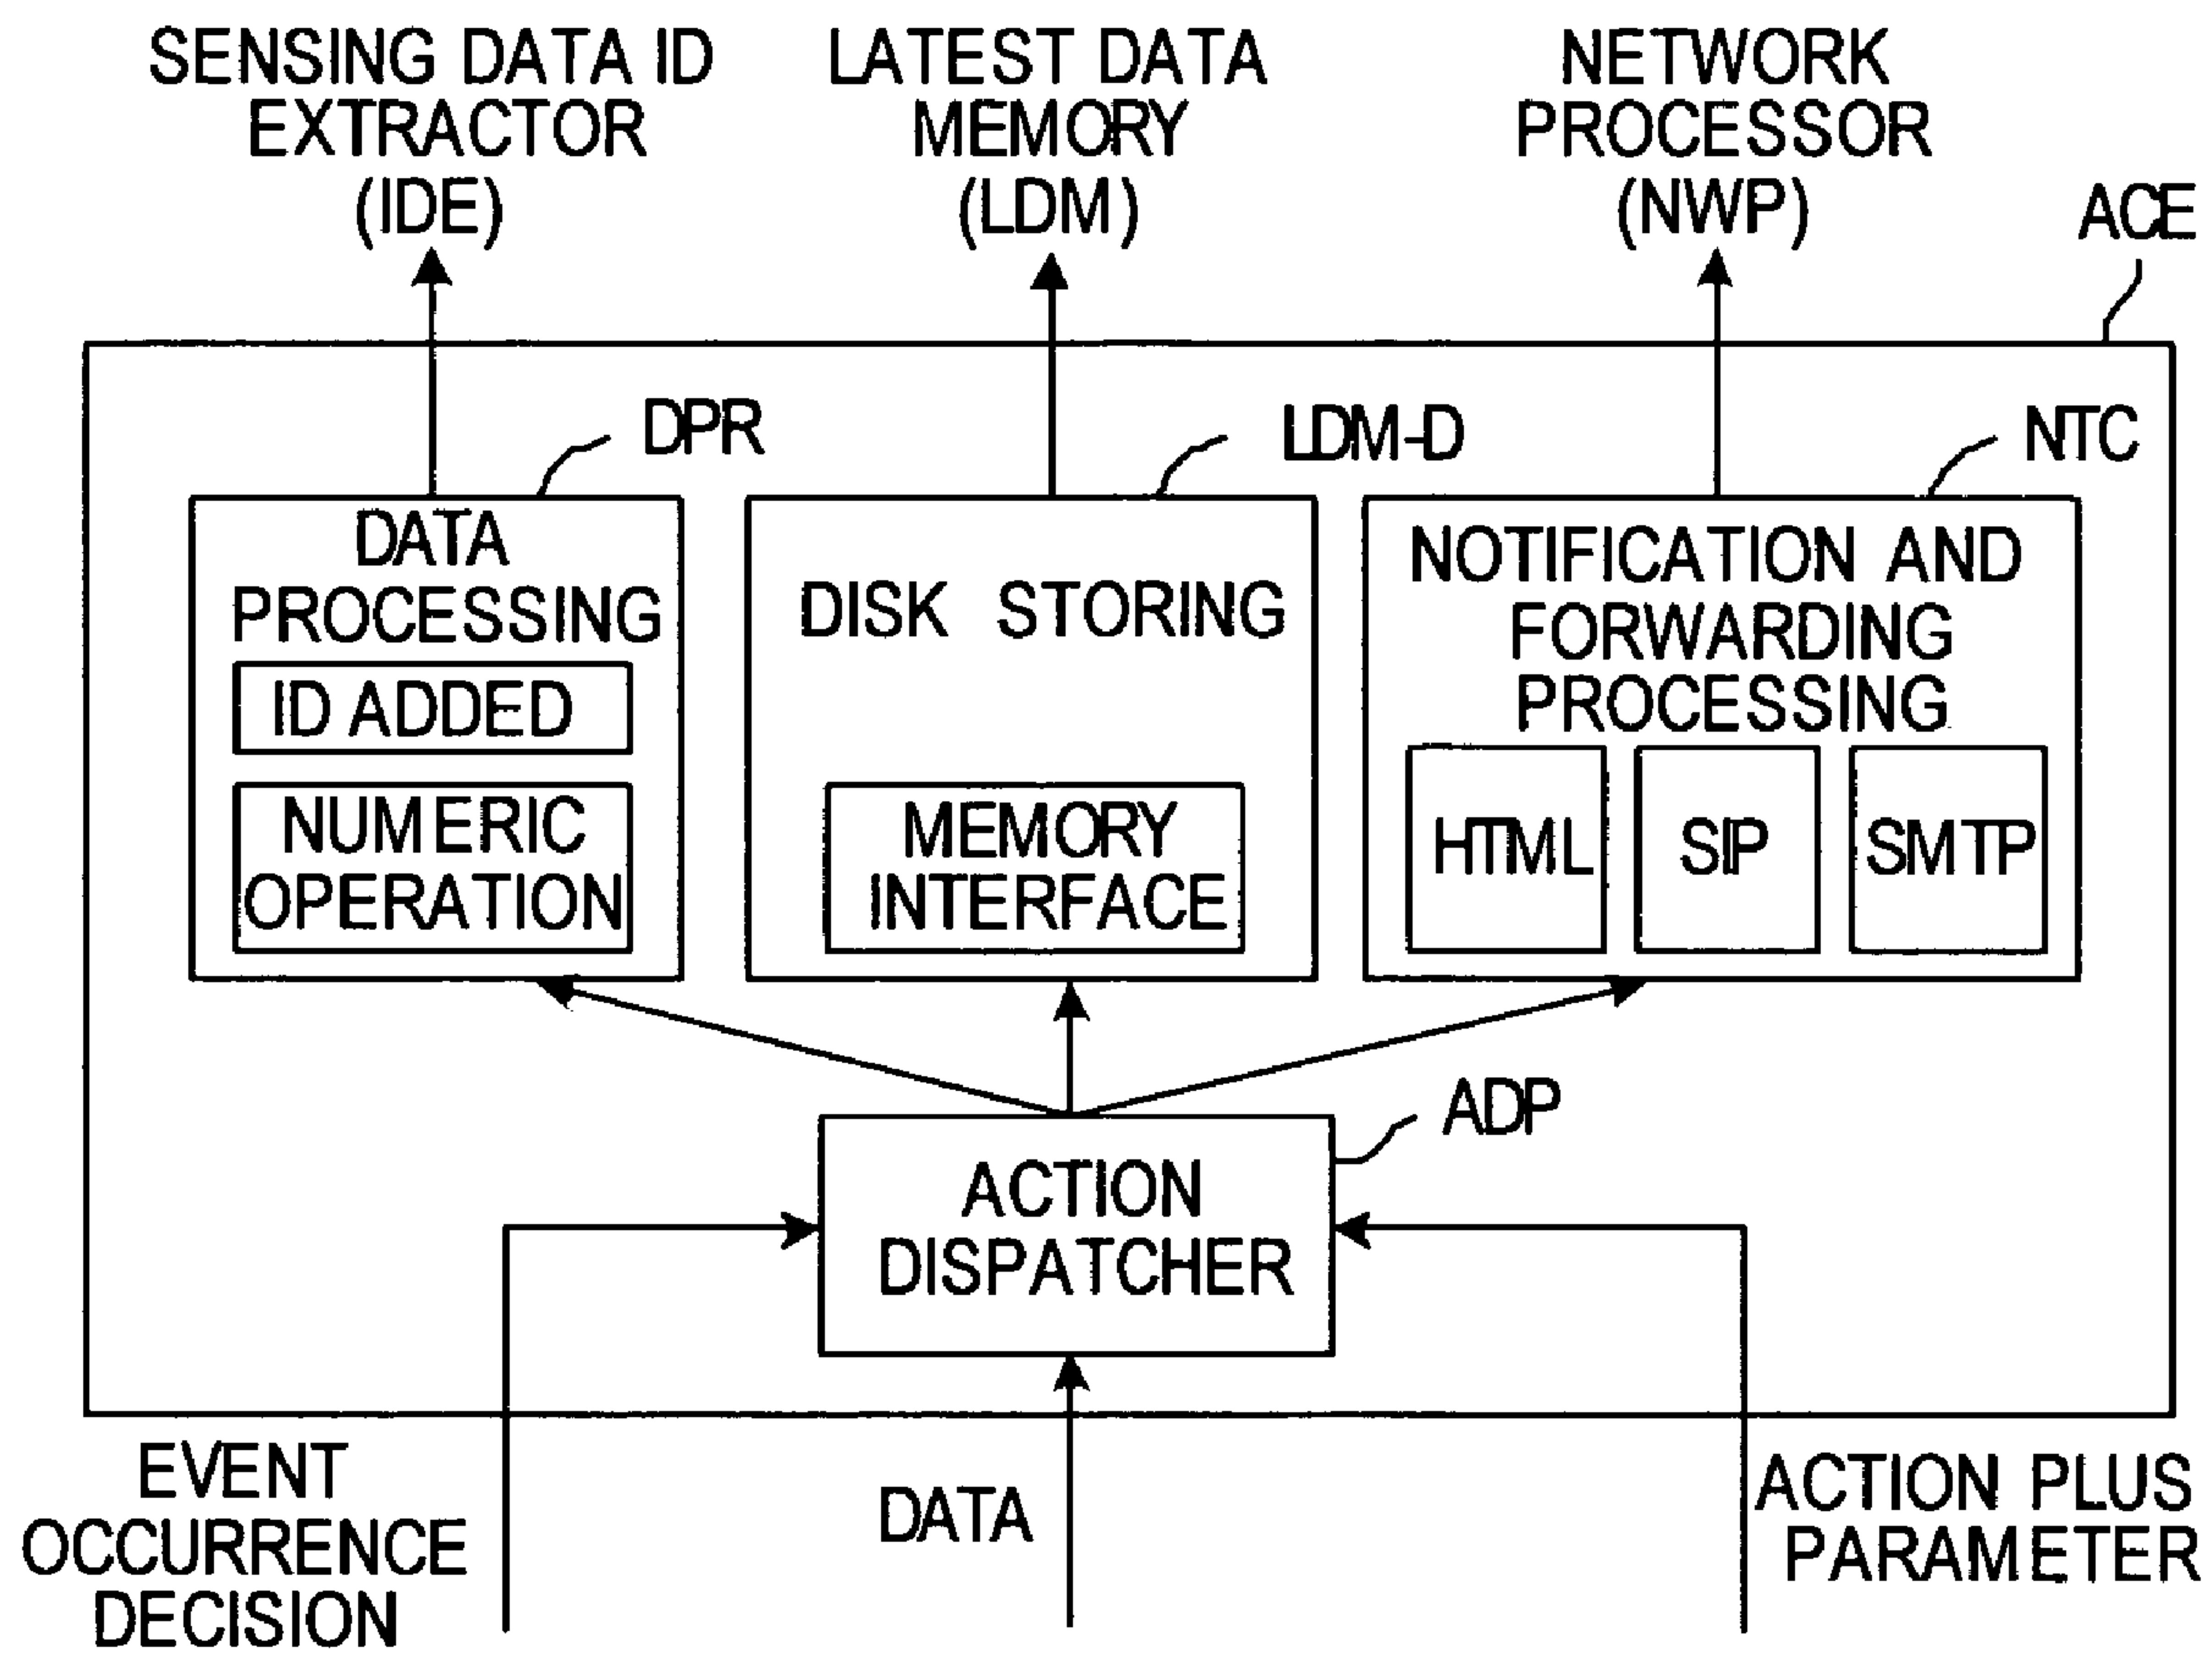 SENSING DATA ID
EXTRACTOR
(IDE)
LATEST DATA
MEMORY
(LDM)
NETWORK
PROCESSOR
(NWP)
ACE
DPR
LDM-D
NTC
DATA
PROCESSING
ID ADDED
NUMERIC
OPERATION
DISK STORING
MEMORY
INTERFACE
NOTIFICATION AND
FORWARDING
PROCESSING
HTML
SIP
SMTP
ADP
ACTION
DISPATCHER
EVENT
OCCURRENCE
DECISION
DATA
ACTION PLUS
PARAMETER